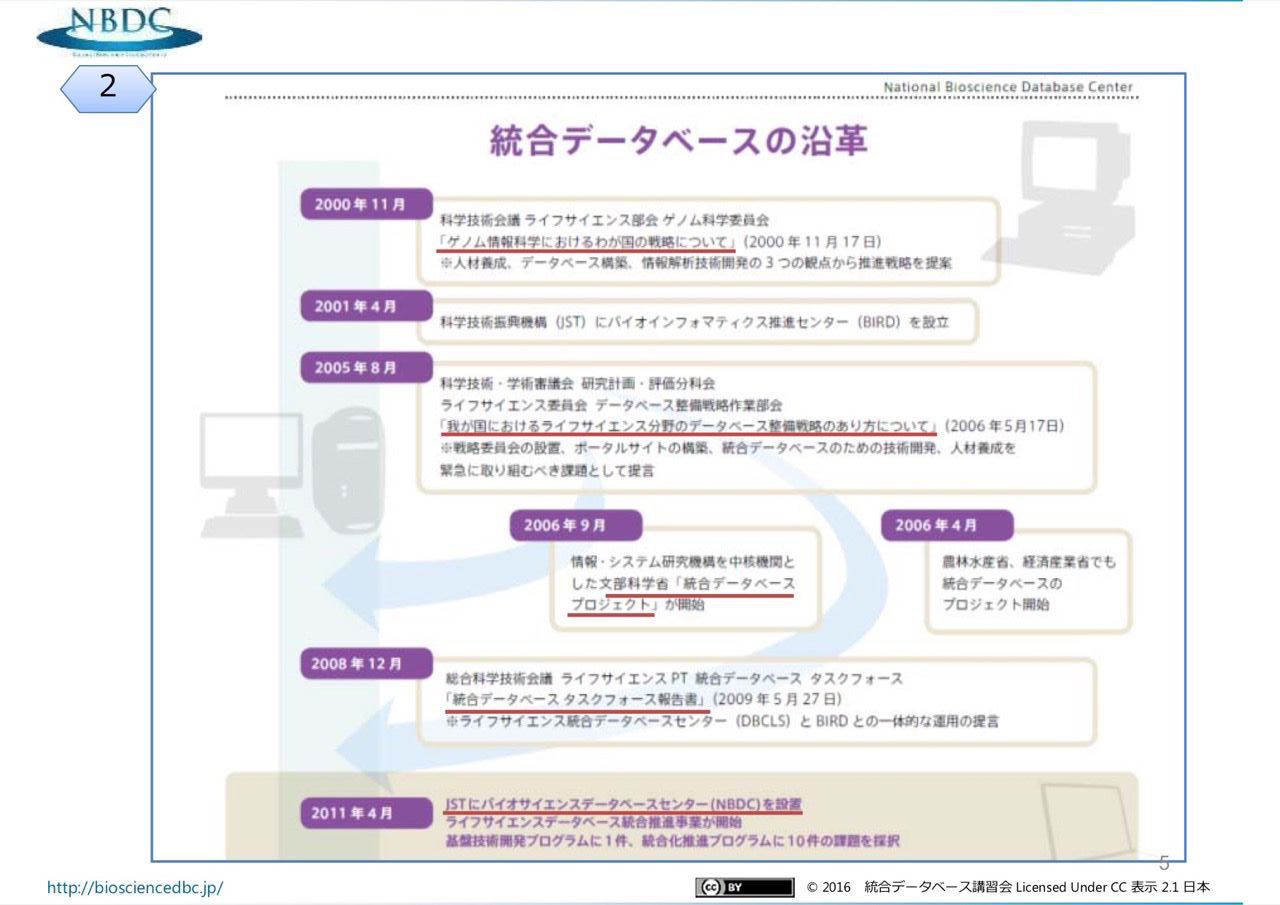 NBDC
2
National Bioscience Database Center
統合データベースの沿革
2000年11月
科学技術会議 ライフサイエンス部会 ゲノム科学委員会
「ゲノム情報科学におけるわが国の戦略について」(2000年11月17日)
※人材養成、データベース構築、情報解析技術開発の3つの観点から推進戦略を提案
2001年4月
科学技術振興機構（JST）にバイオインフォマティクス推進センター（BIRD）を設立
2005年8月
科学技術・学術審議会 研究計画・評価分科会
ライフサイエンス委員会 データベース整備戦略作業部会
「我が国におけるライフサイエンス分野のデータベース整備戦略のあり方について」(2006年5月17日)
※戦略委員会の設置、ポータルサイトの構築、統合データベースのための技術開発、人材養成を
緊急に取り組むべき課題として提言
2006年9月
情報・システム研究機構を中核機関と
した文部科学省「統合データベース
プロジェクト」が開始
2006年4月
農林水産省、経済産業省でも
統合データベースの
プロジェクト開始
2008年12月
総合科学技術会議 ライフサイエンスPT 統合データベース タスクフォース
「統合データベース タスクフォース報告書」(2009年5月27日)
※ライフサイエンス統合データベースセンター（DBCLS）とBIRDとの一体的な運用の提言
2011年4月
JSTにバイオサイエンスデータベースセンター(NBDC)を設置
ライフサイエンスデータベース統合推進事業が開始
基盤技術開発プログラムに1件、統合化推進プログラムに10件の課題を採択
5
http://biosciencedbc.jp/
cc BY
© 2016 統合データベース講習会 Licensed Under CC 表示 2.1 日本